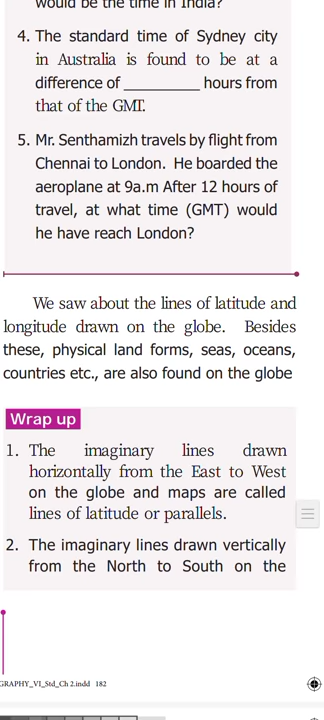 would be the time in India?
4. The standard time of Sydney city
in Australia is found to be at a
difference of __________ hours from
that of the GMT.
5. Mr. Senthamizh travels by flight from
Chennai to London. He boarded the
aeroplane at 9a.m After 12 hours of
travel, at what time (GMT) would
he have reach London?
We saw about the lines of latitude and
longitude drawn on the globe. Besides
these, physical land forms, seas, oceans,
countries etc., are also found on the globe
Wrap up
1. The imaginary lines drawn
horizontally from the East to West
on the globe and maps are called
lines of latitude or parallels.
2. The imaginary lines drawn vertically
from the North to South on the
GRAPHY_VI_Std_Ch 2.indd 182